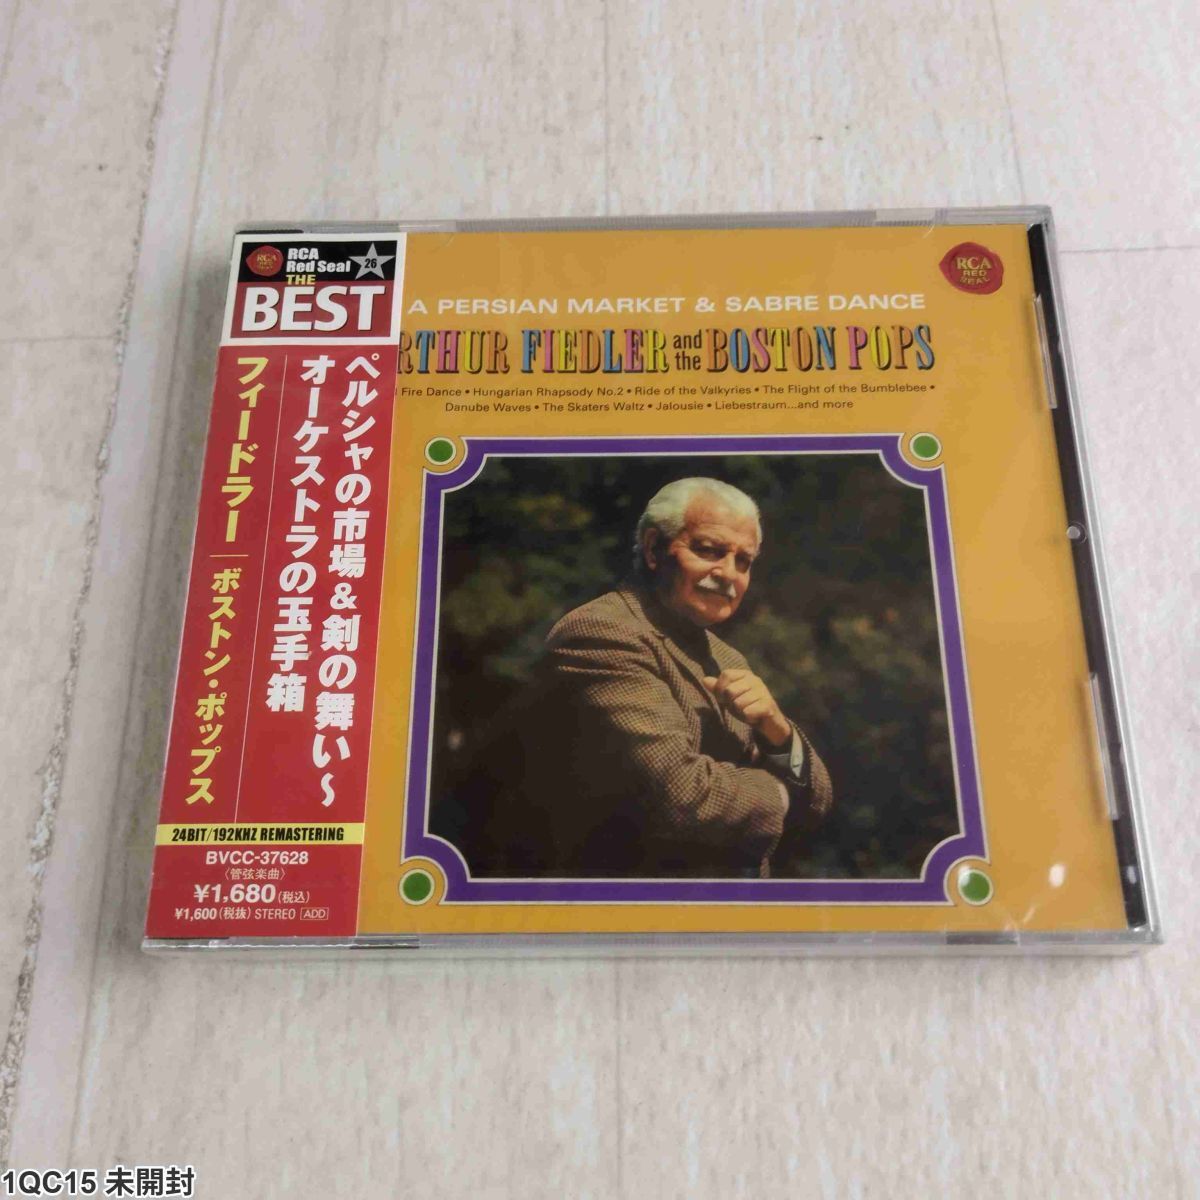 RCA
RED
SEAL
RCA
Red Seal
THE
BEST
26
ペルシャの市場&剣の舞い～
オーケストラの玉手箱
フィードラー|ボストン・ポップス
24BIT/192KHZ REMASTERING
BVCC-37628
〈管弦楽曲〉
¥1,680(税込)
¥1,600(税抜) STEREO ADD
A PERSIAN MARKET & SABRE DANCE
RTHUR FIEDLER and the BOSTON POPS
Fire Dance • Hungarian Rhapsody No.2 • Ride of the Valkyries • The Flight of the Bumblebee •
Danube Waves • The Skaters Waltz • Jalousie • Liebestraum...and more
RCA
RED
SEAL
1QC15 未開封